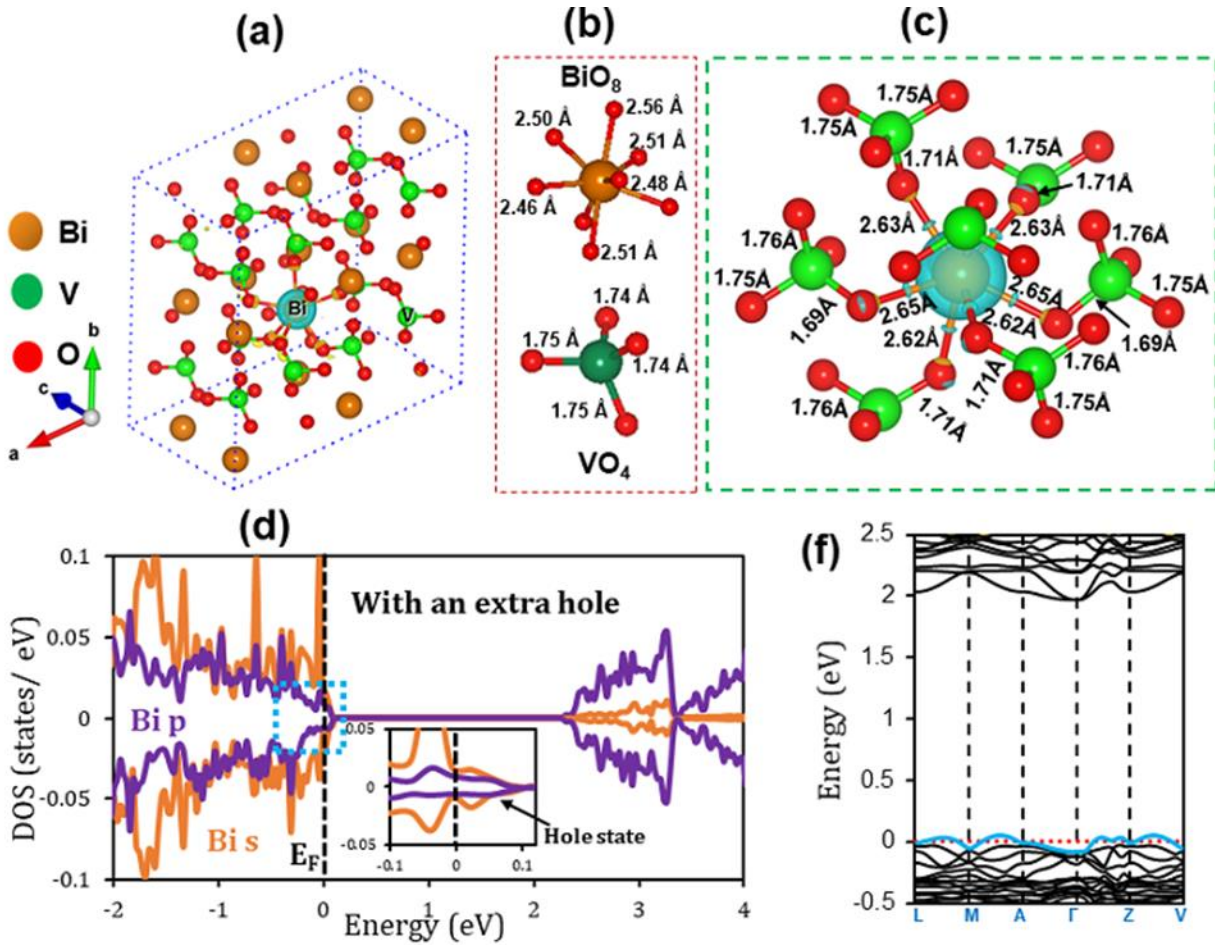 (a)
Bi
V
O
b
c
a
Bi
V
(b)
BiO₈
2.50 Å
2.56 Å
2.51 Å
2.48 Å
2.46 Å
2.51 Å
1.74 Å
1.75 Å
1.74 Å
1.75 Å
VO₄
(c)
1.75Å
1.75Å
1.75Å
1.71Å
1.71Å
2.63Å
2.63Å
1.76Å
1.76Å
1.75Å
1.75Å
2.65Å
2.65Å
1.69Å
2.62Å
2.62Å
1.69Å
1.76Å
1.71Å
1.76Å
1.71Å
1.75Å
(d)
DOS (states/ eV)
0.1
0.05
0
-0.05
-0.1
With an extra hole
Bi p
Bi s
E_F
0.05
0
-0.05
-0.1
0
0.1
Hole state
-2
-1
0
1
2
3
4
Energy (eV)
(f)
Energy (eV)
2.5
2
1.5
1
0.5
0
-0.5
L M A Γ Z V